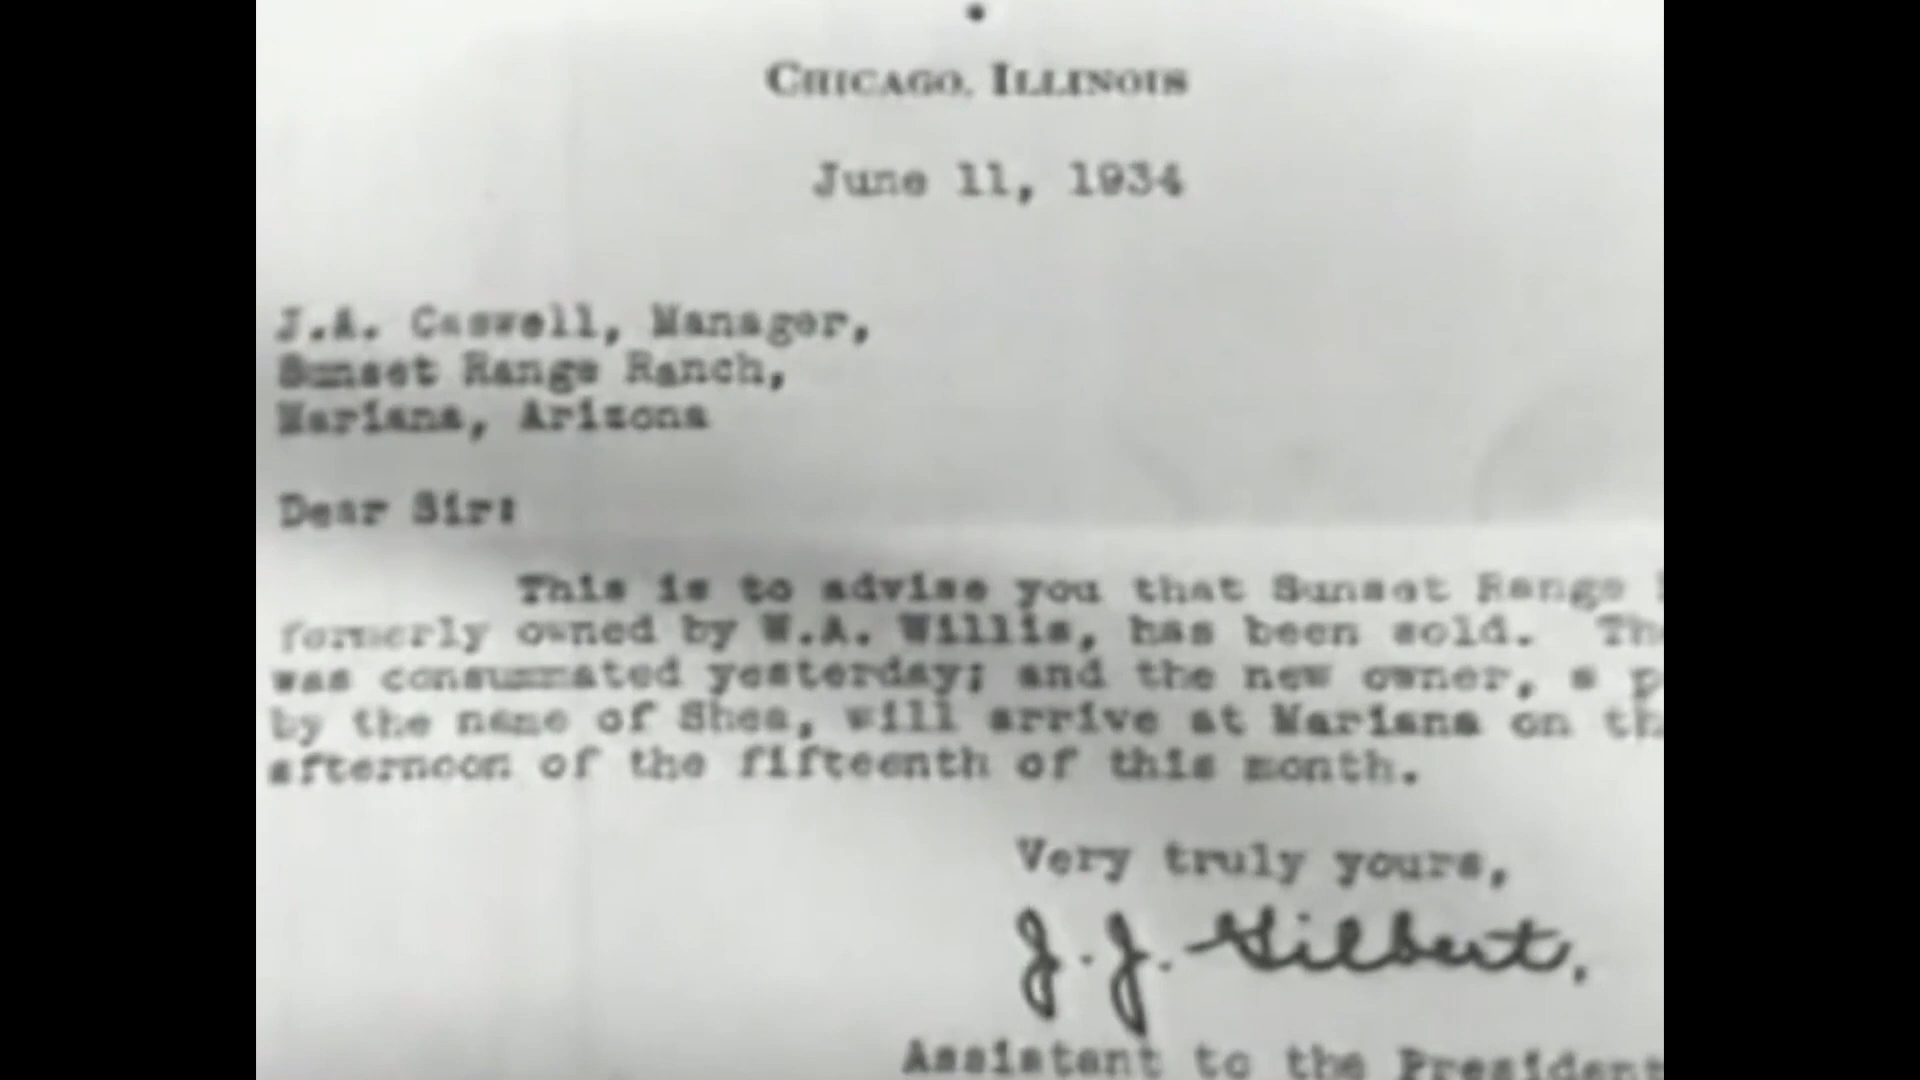 CHICAGO, ILLINOIS
June 11, 1934
J.A. Caswell, Manager,
Sunset Range Ranch,
Mariana, Arizona
Dear Sir:
This is to advise you that Sunset Range
formerly owned by W.A. Willis, has been sold.
was consummated yesterday; and the new owner, a
by the name of Shea, will arrive at Mariana on
afternoon of the fifteenth of this month.
Very truly yours,
J.J. Gilbert.
Assistant to the President